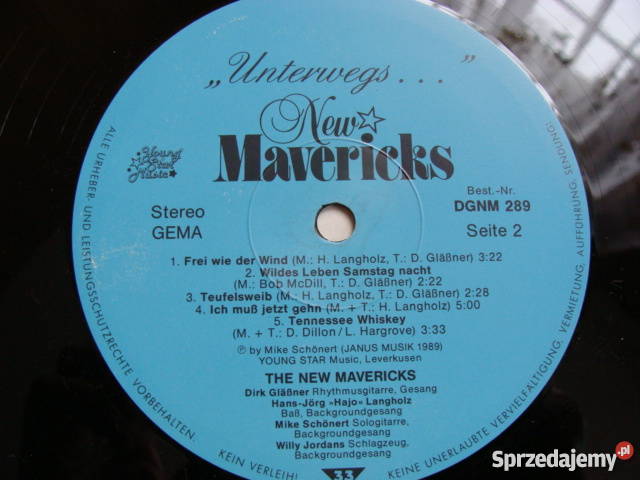 „Unterwegs..."
New
Mavericks
Young
Star
Music
Best.-Nr.
DGNM 289
Stereo
GEMA
Seite 2
1. Frei wie der Wind (M.: H. Langholz, T.: D. Gläßner) 3:22
2. Wildes Leben Samstag nacht
(M.: Bob McDill, T.: D. Gläßner) 2:22
3. Teufelsweib (M.: H. Langholz, T.: D. Gläßner) 2:28
4. Ich muß jetzt gehn (M. + T.: H. Langholz) 5:00
5. Tennessee Whiskey
(M. + T.: D. Dillon/L. Hargrove) 3:33
℗ by Mike Schönert (JANUS MUSIK 1989)
YOUNG STAR Music, Leverkusen
THE NEW MAVERICKS
Dirk Gläßner Rhythmusgitarre, Gesang
Hans-Jörg »Hajo« Langholz
Baß, Backgroundgesang
Mike Schönert Sologitarre,
Backgroundgesang
Willy Jordans Schlagzeug,
Backgroundgesang
33
ALLE URHEBER- UND LEISTUNGSSCHUTZRECHTE VORBEHALTEN.
KEIN VERLEIH!
KEINE UNERLAUBTE VERVIELFÄLTIGUNG, VERMIETUNG, AUFFÜHRUNG, SENDUNG!
Sprzedajemy.pl